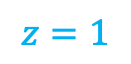 z = 1